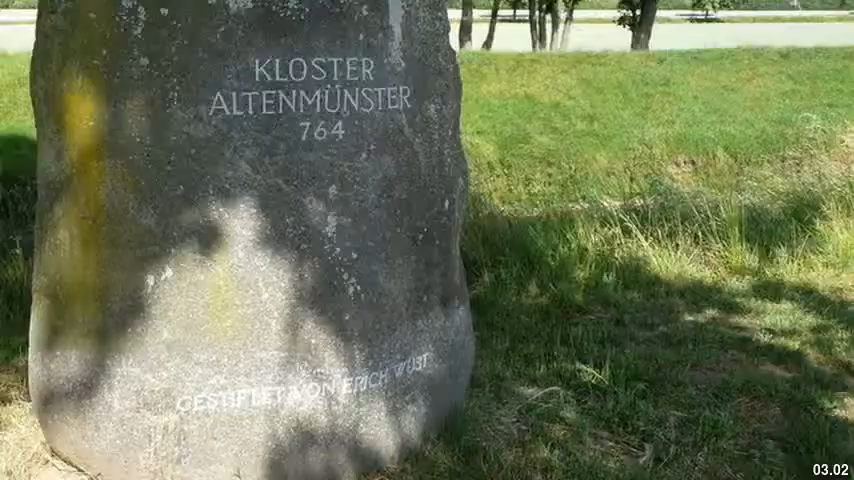 KLOSTER
ALTENMÜNSTER
764
GESTIFTET VON ERICH WÜST
03.02